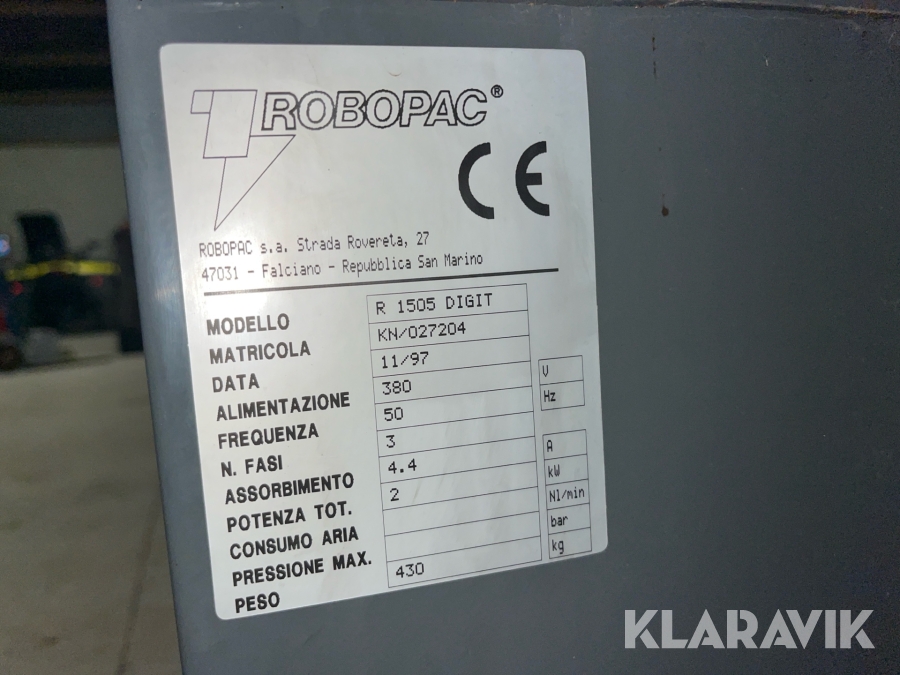 ROBOPAC®
CE
ROBOPAC s.a. Strada Rovereta, 27
47031 - Falciano - Repubblica San Marino
MODELLO R 1505 DIGIT
MATRICOLA KN/027204
DATA 11/97
ALIMENTAZIONE 380 V
FREQUENZA 50 Hz
N. FASI 3
ASSORBIMENTO 4.4 A
POTENZA TOT. 2 kW
CONSUMO ARIA Nl/min
PRESSIONE MAX. bar
PESO 430 kg
KLARAVIK